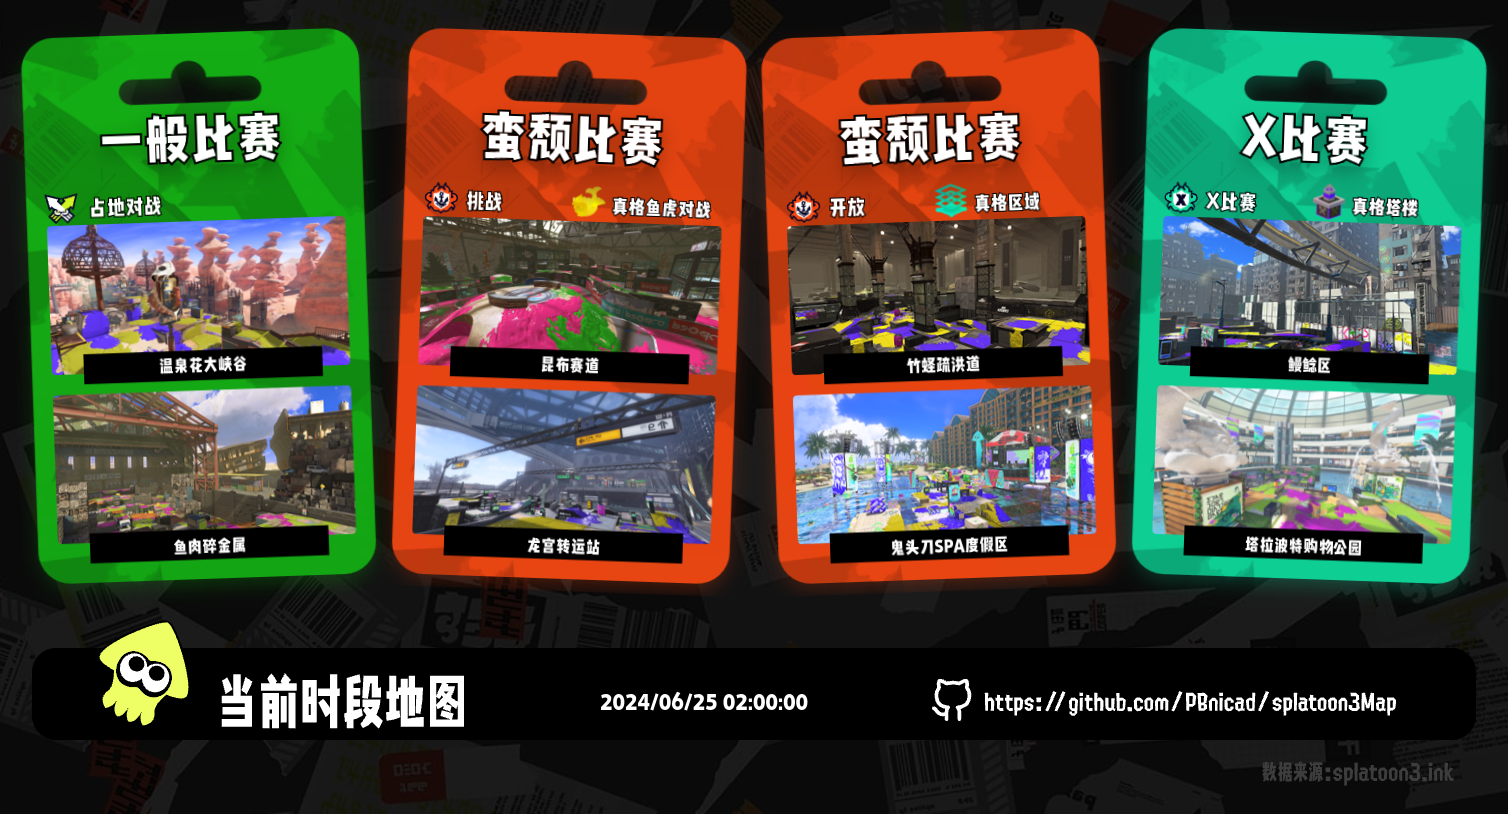 一般比赛
占地对战
温泉花大峡谷
鱼肉碎金属
蛮颓比赛
挑战
真格鱼虎对战
昆布赛道
龙宫转运站
蛮颓比赛
开放
真格区域
竹蛏疏洪道
鬼头刀SPA度假区
X比赛
X比赛
真格塔楼
鳗鲶区
塔拉波特购物公园
当前时段地图
2024/06/25 02:00:00
https://github.com/PBnicad/splatoon3Map
数据来源:splatoon3.ink